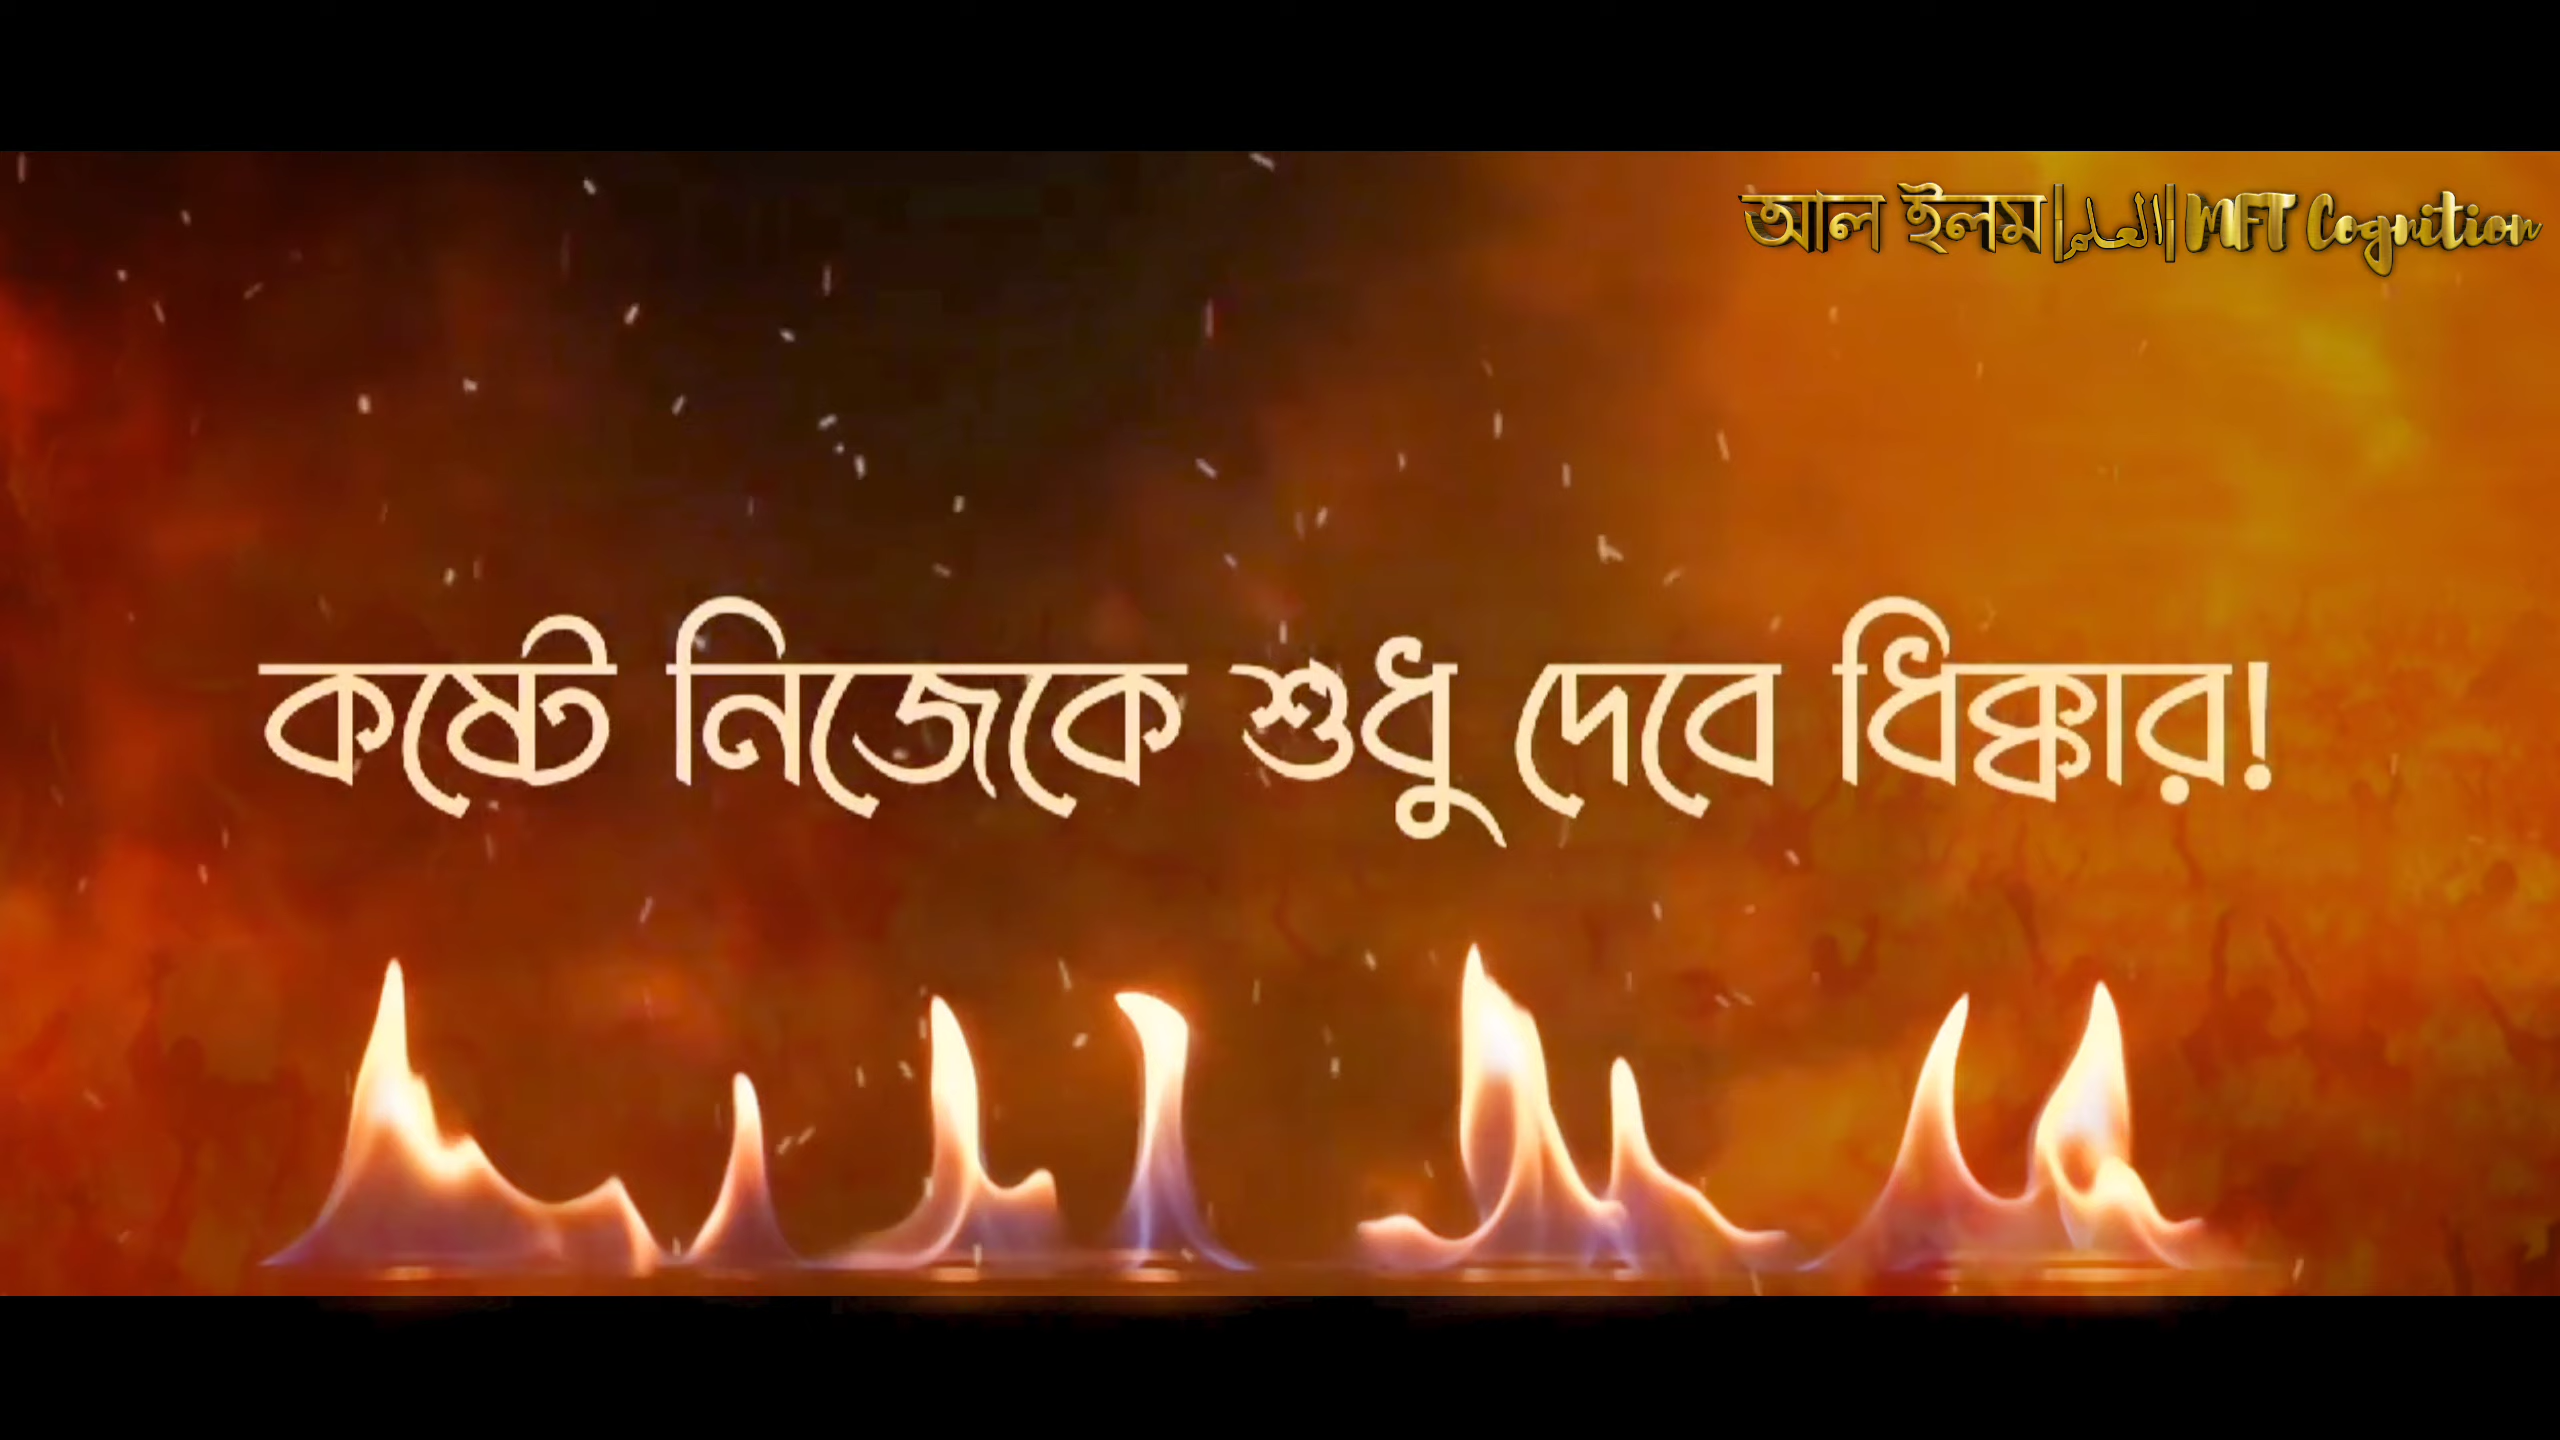 আল ইলম|العلم|MFT Cognition
কষ্টে নিজেকে শুধু দেবে ধিক্কার!